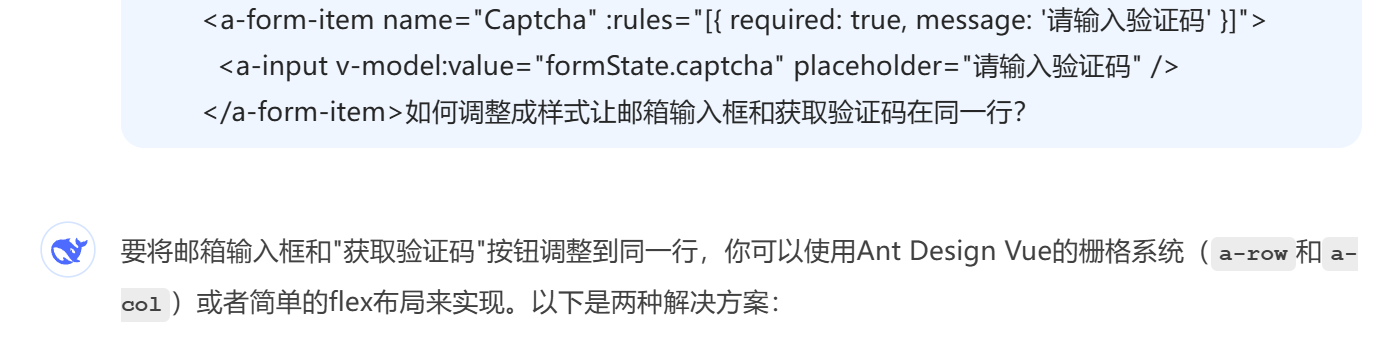 <a-form-item name="Captcha" :rules="[{ required: true, message: '请输入验证码' }]">
<a-input v-model:value="formState.captcha" placeholder="请输入验证码" />
</a-form-item>如何调整成样式让邮箱输入框和获取验证码在同一行？
要将邮箱输入框和"获取验证码"按钮调整到同一行，你可以使用Ant Design Vue的栅格系统（a-row和a-
col）或者简单的flex布局来实现。以下是两种解决方案：